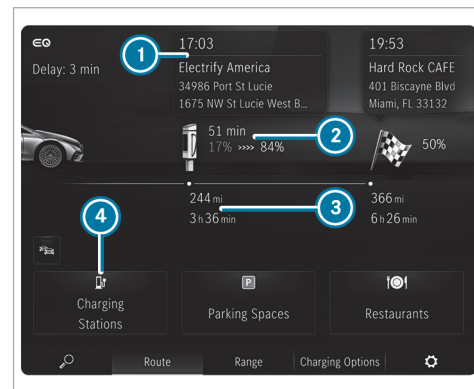 EQ
Delay: 3 min
17:03
Electrify America
34986 Port St Lucie
1675 NW St Lucie West B...
19:53
Hard Rock CAFE
401 Biscayne Blvd
Miami, FL 33132
1
51 min
17% »»» 84%
2
50%
244 mi
3 h 36 min
3
366 mi
6 h 26 min
4
Charging
Stations
P
Parking Spaces
Restaurants
Route
Range
Charging Options